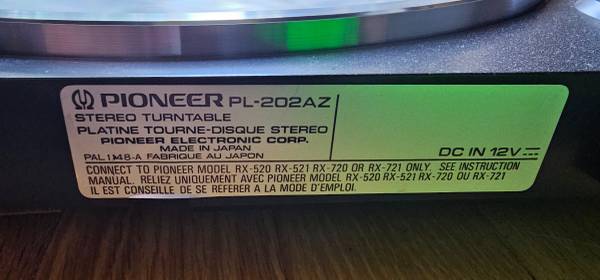 PIONEER PL-202AZ
STEREO TURNTABLE
PLATINE TOURNE-DISQUE STEREO
PIONEER ELECTRONIC CORP.
MADE IN JAPAN
FABRIQUE AU JAPON
DC IN 12V
CONNECT TO PIONEER MODEL RX-520 RX-521 RX-720 OR RX-721 ONLY. SEE INSTRUCTION
MANUAL. RELIEZ UNIQUEMENT AVEC PIONEER MODEL RX-520 RX-521 RX-720 OU RX-721
IL EST CONSEILLE DE SE REFERER A LA MODE D'EMPLOI.